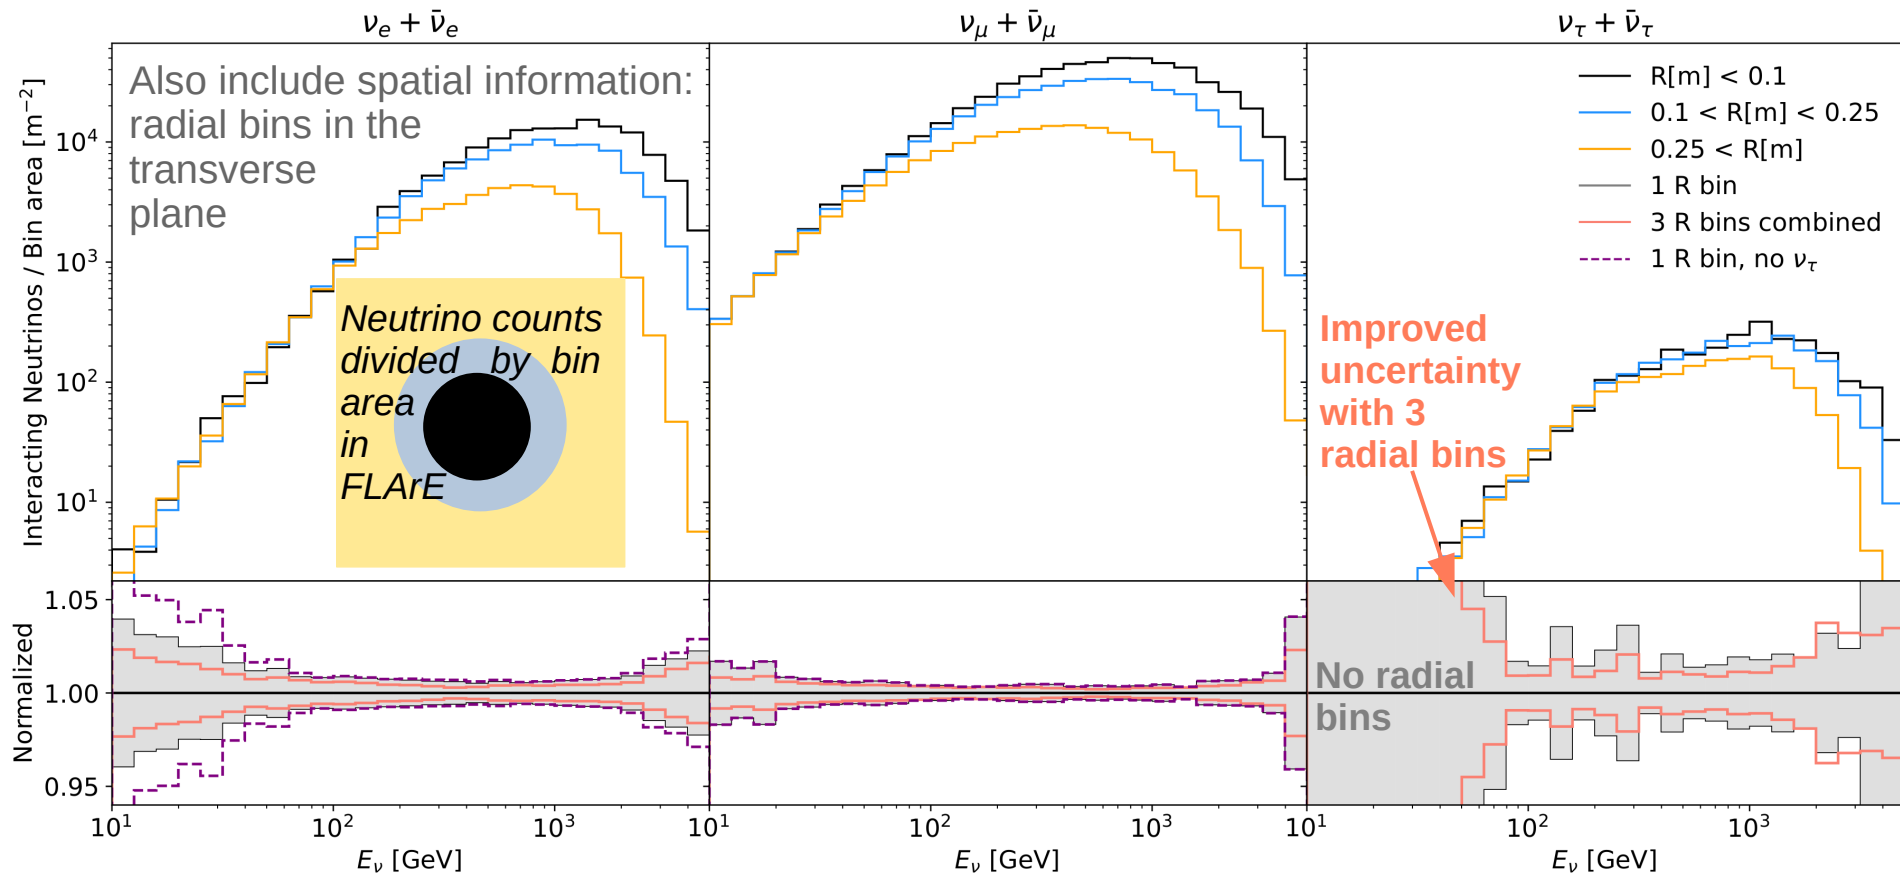 ν_e + ν̄_e
ν_μ + ν̄_μ
ν_τ + ν̄_τ
Interacting Neutrinos / Bin area [m⁻²]
10⁴
10³
10²
10¹
Also include spatial information:
radial bins in the
transverse
plane
Neutrino counts
divided by bin
area
in
FLArE
R[m] < 0.1
0.1 < R[m] < 0.25
0.25 < R[m]
1 R bin
3 R bins combined
1 R bin, no ν_τ
Improved
uncertainty
with 3
radial bins
Normalized
1.05
1.00
0.95
No radial
bins
10¹
10²
10³
10¹
10²
10³
10¹
10²
10³
E_ν [GeV]
E_ν [GeV]
E_ν [GeV]